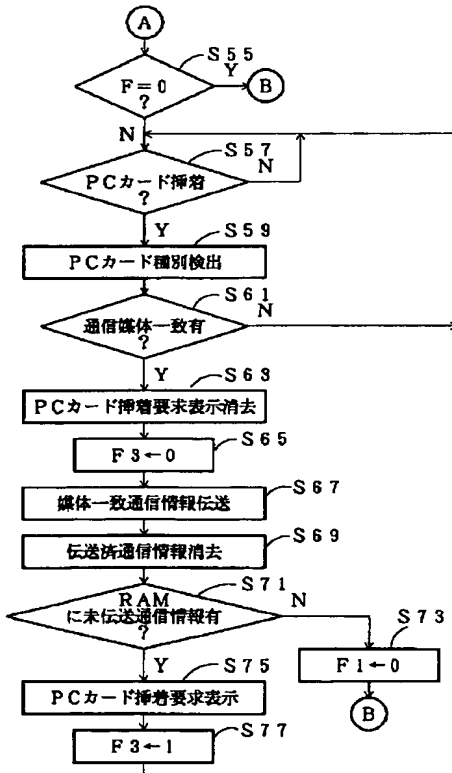 A
S55
F=0
?
Y
B
N
S57
PCカード挿着
?
N
Y
S59
PCカード種別検出
S61
通信媒体一致有
?
N
Y
S63
PCカード挿着要求表示消去
S65
F3←0
S67
媒体一致通信情報伝送
S69
伝送済通信情報消去
S71
RAM
に未伝送通信情報有
?
N
S73
F1←0
B
Y
S75
PCカード挿着要求表示
S77
F3←1